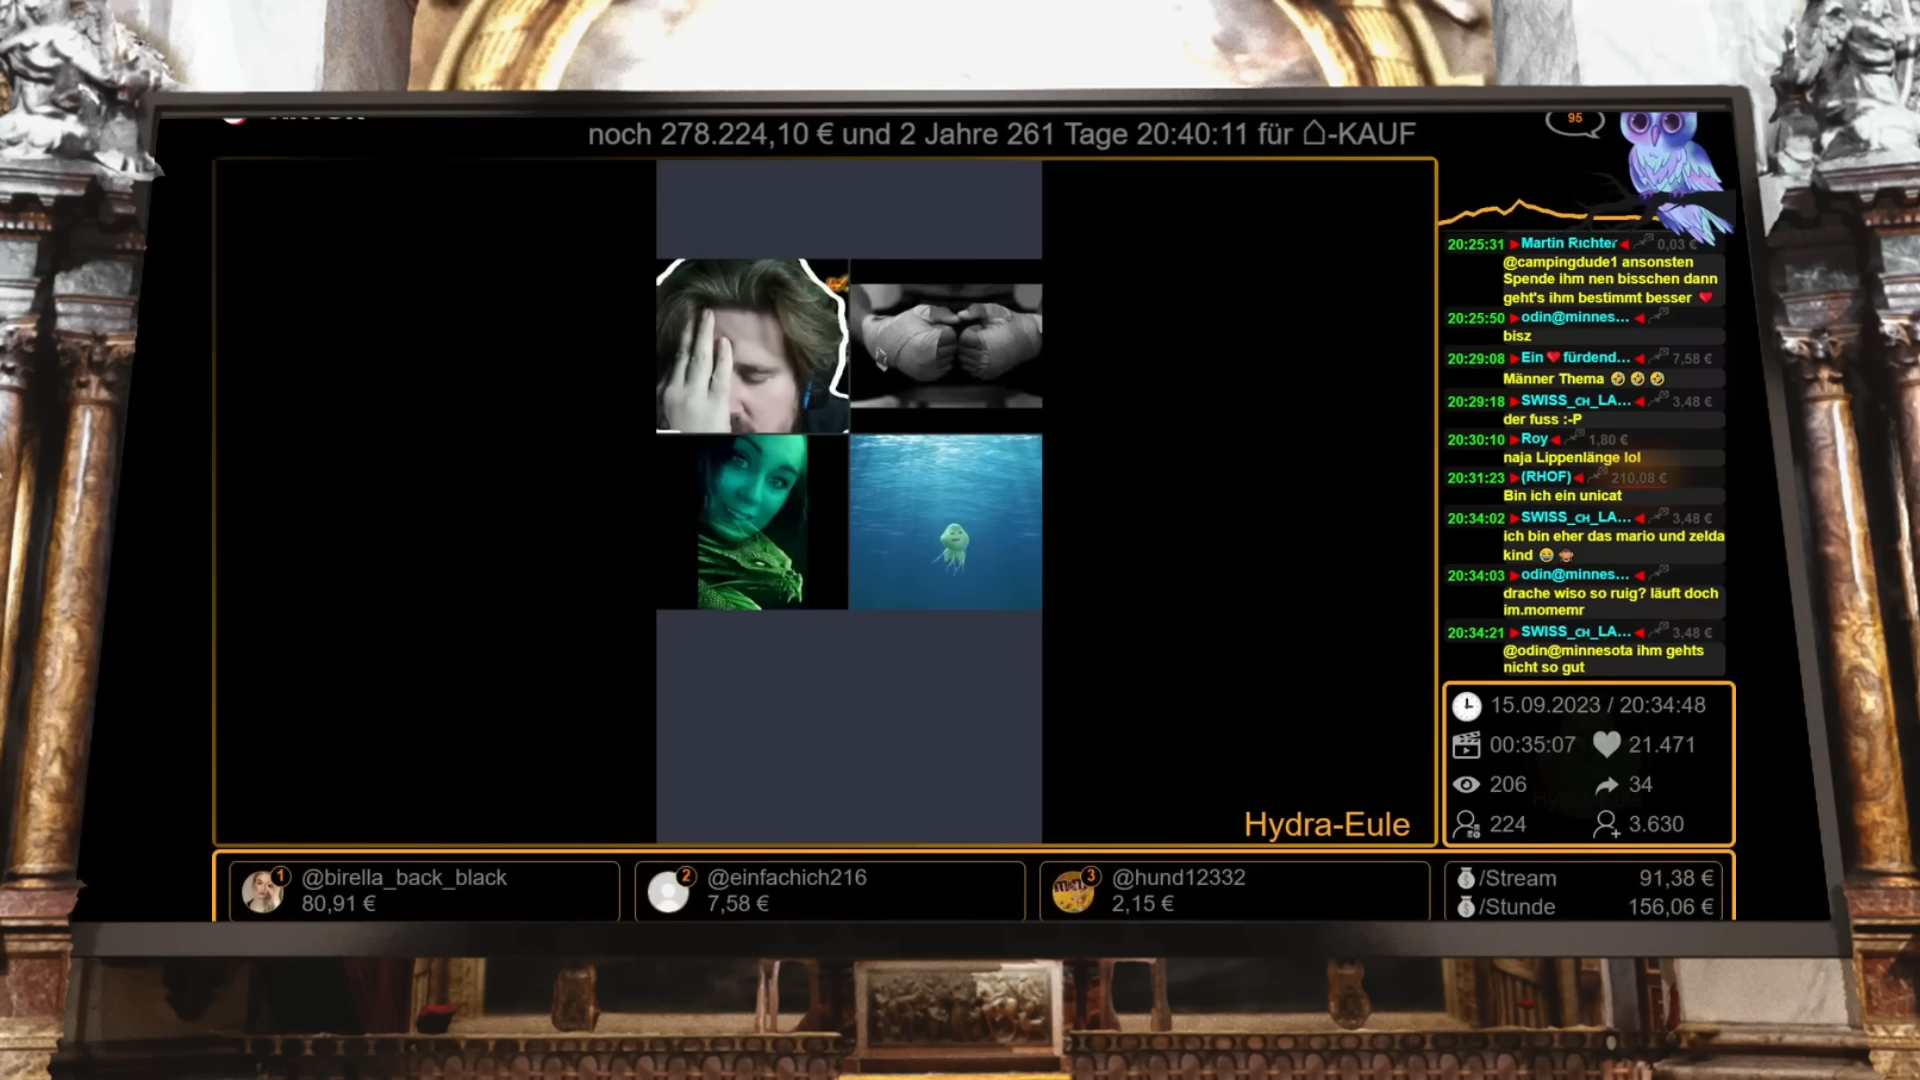 noch 278.224,10 € und 2 Jahre 261 Tage 20:40:11 für ⌂-KAUF
95
20:25:31 Martin Richter 0,03 €
@campingdude1 ansonsten
Spende ihm nen bisschen dann
geht's ihm bestimmt besser ❤
20:25:50 odin@minnes...
bisz
20:29:08 Ein ❤ fürdend... 7,58 €
Männer Thema 🤣 🤣 🤣
20:29:18 SWISS_CH_LA... 3,48 €
der fuss :-P
20:30:10 Roy 1,80 €
naja Lippenlänge lol
20:31:23 (RHOF) 210,08 €
Bin ich ein unicat
20:34:02 SWISS_CH_LA... 3,48 €
ich bin eher das mario und zelda
kind 😂 🙊
20:34:03 odin@minnes...
drache wiso so ruig? läuft doch
im.momemr
20:34:21 SWISS_CH_LA... 3,48 €
@odin@minnesota ihm gehts
nicht so gut
15.09.2023 / 20:34:48
00:35:07 21.471
206 34
224 3.630
Hydra-Eule
1 @birella_back_black
80,91 €
2 @einfachich216
7,58 €
3 @hund12332
2,15 €
/Stream 91,38 €
/Stunde 156,06 €